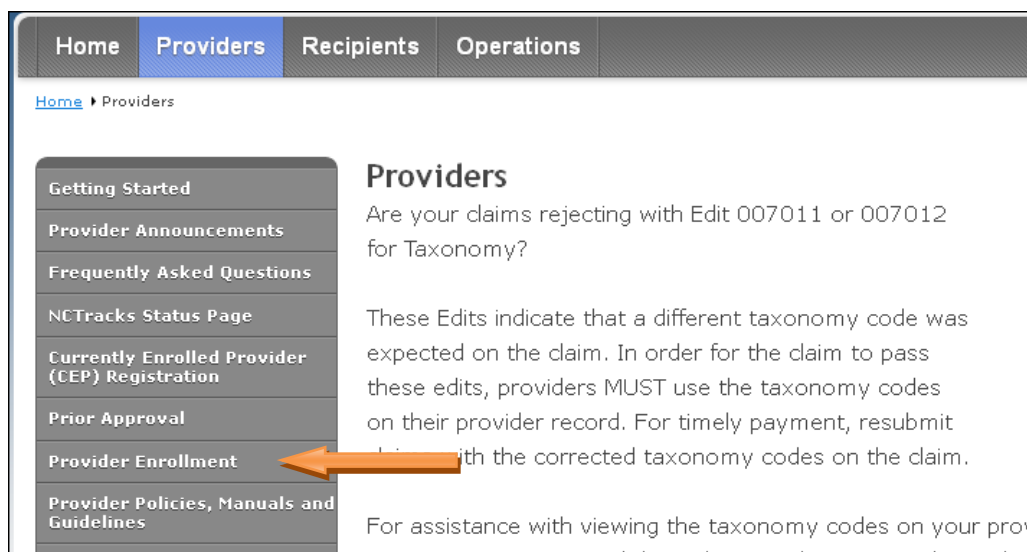 Home Providers Recipients Operations
Home Providers
Getting Started
Provider Announcements
Frequently Asked Questions
NCTracks Status Page
Currently Enrolled Provider
(CEP) Registration
Prior Approval
Provider Enrollment
Provider Policies, Manuals and
Guidelines
Providers
Are your claims rejecting with Edit 007011 or 007012
for Taxonomy?
These Edits indicate that a different taxonomy code was
expected on the claim. In order for the claim to pass
these edits, providers MUST use the taxonomy codes
on their provider record. For timely payment, resubmit
with the corrected taxonomy codes on the claim.
For assistance with viewing the taxonomy codes on your